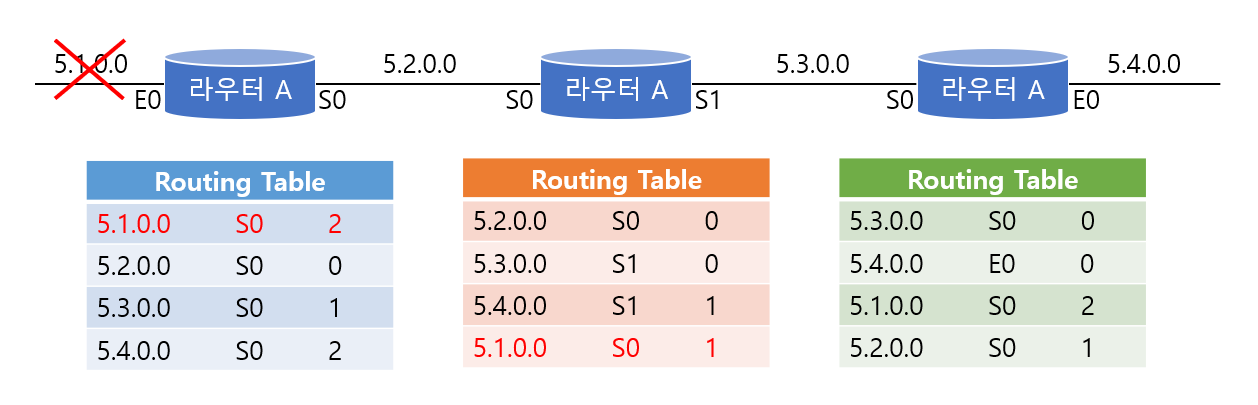 5.1.0.0 5.2.0.0 5.3.0.0 5.4.0.0
E0 라우터 A S0 S0 라우터 A S1 S0 라우터 A E0
Routing Table
5.1.0.0 S0 2
5.2.0.0 S0 0
5.3.0.0 S0 1
5.4.0.0 S0 2
Routing Table
5.2.0.0 S0 0
5.3.0.0 S1 0
5.4.0.0 S1 1
5.1.0.0 S0 1
Routing Table
5.3.0.0 S0 0
5.4.0.0 E0 0
5.1.0.0 S0 2
5.2.0.0 S0 1